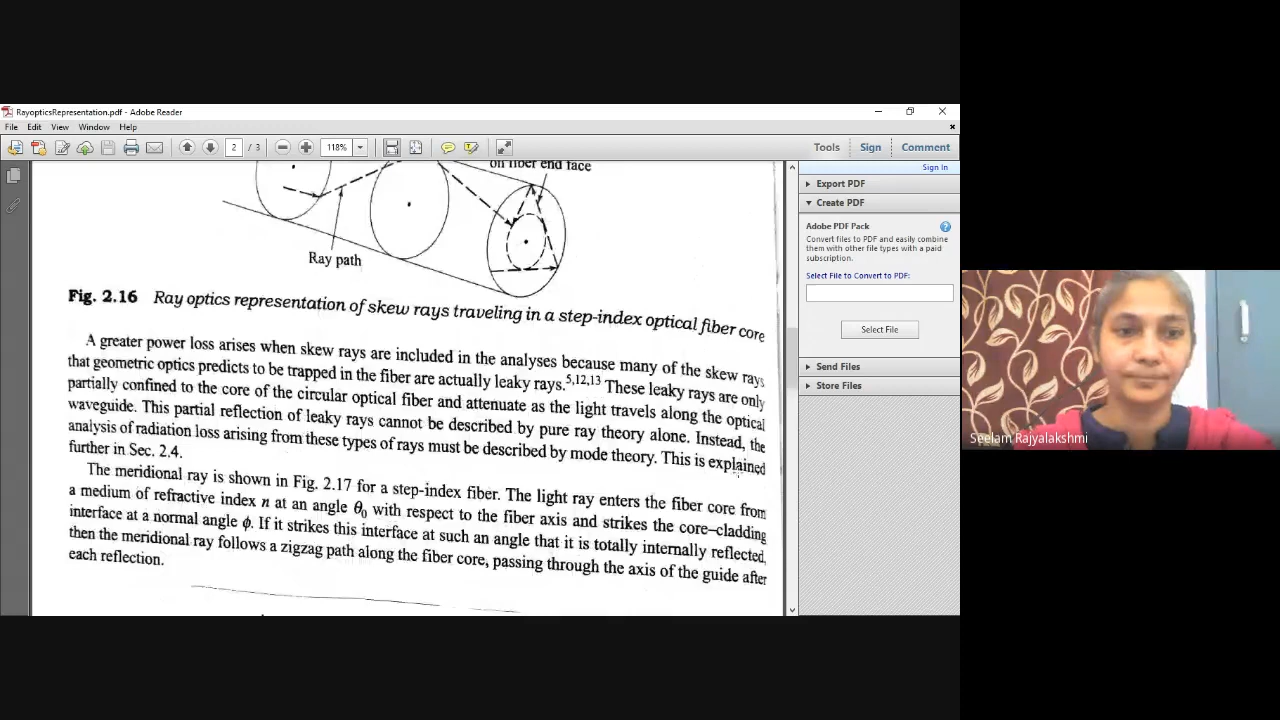 RayopticsRepresentation.pdf - Adobe Reader
File Edit View Window Help
2 / 3 118% Tools Sign Comment
Sign In
Export PDF
Create PDF
Adobe PDF Pack
Convert files to PDF and easily combine
them with other file types with a paid
subscription.
Select File to Convert to PDF:
Select File
Send Files
Store Files
on fiber end face
Ray path
Fig. 2.16 Ray optics representation of skew rays traveling in a step-index optical fiber core
A greater power loss arises when skew rays are included in the analyses because many of the skew rays
that geometric optics predicts to be trapped in the fiber are actually leaky rays.5,12,13 These leaky rays are only
partially confined to the core of the circular optical fiber and attenuate as the light travels along the optical
waveguide. This partial reflection of leaky rays cannot be described by pure ray theory alone. Instead, the
analysis of radiation loss arising from these types of rays must be described by mode theory. This is explained
further in Sec. 2.4.
The meridional ray is shown in Fig. 2.17 for a step-index fiber. The light ray enters the fiber core from
a medium of refractive index n at an angle θ0 with respect to the fiber axis and strikes the core–cladding
interface at a normal angle ϕ. If it strikes this interface at such an angle that it is totally internally reflected,
then the meridional ray follows a zigzag path along the fiber core, passing through the axis of the guide after
each reflection.
Seelam Rajyalakshmi